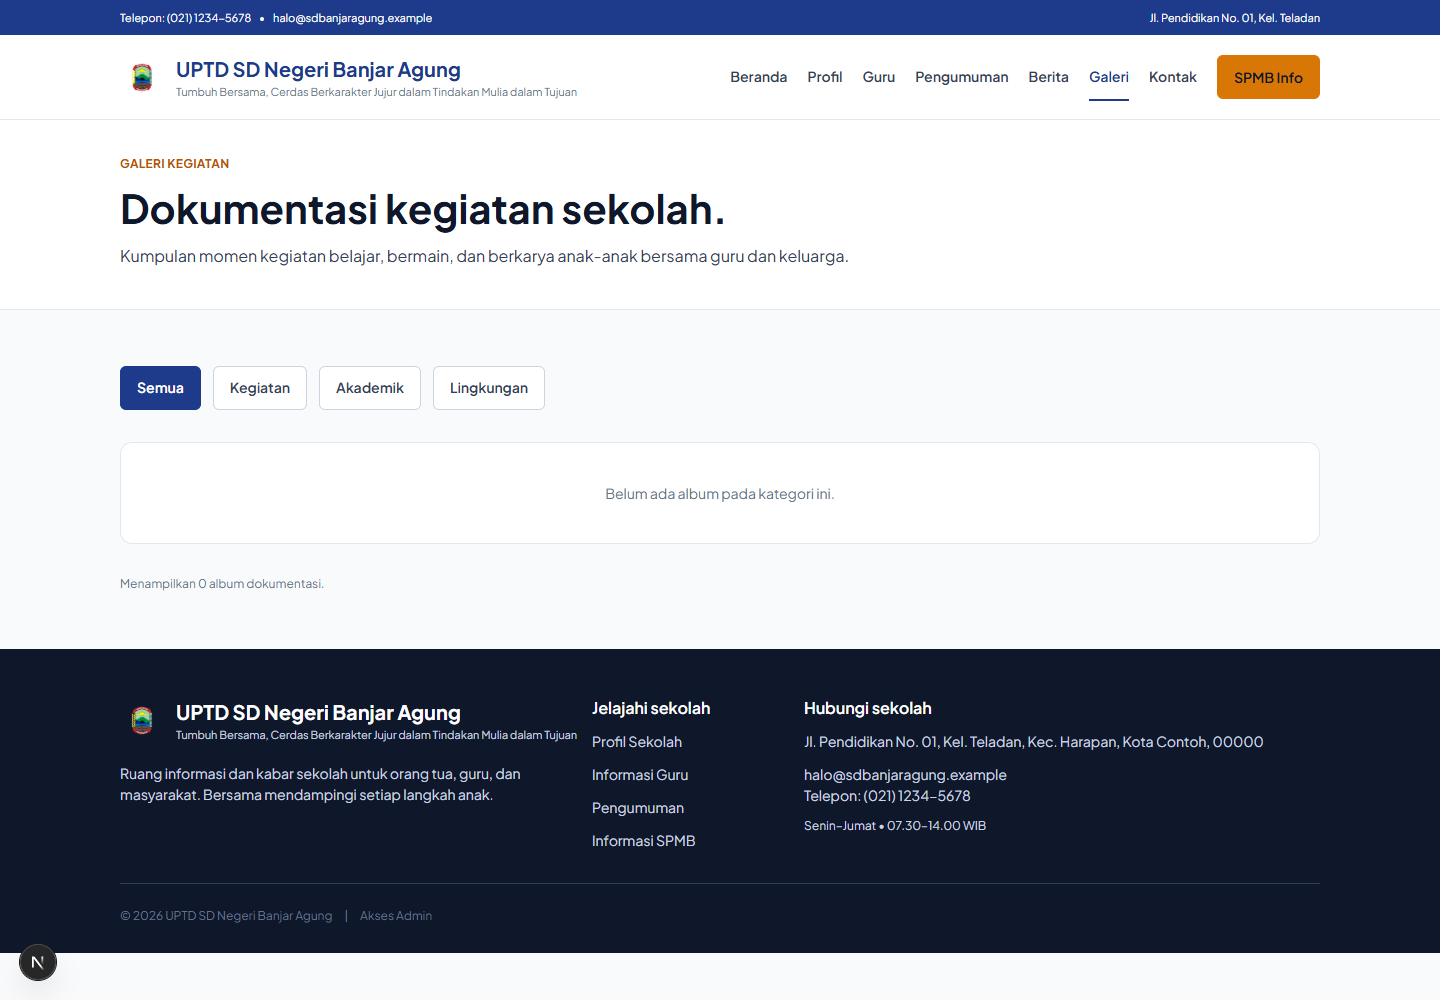 Telepon: (021) 1234-5678 • halo@sdbanjaragung.example
Jl. Pendidikan No. 01, Kel. Teladan
UPTD SD Negeri Banjar Agung
Tumbuh Bersama, Cerdas Berkarakter Jujur dalam Tindakan Mulia dalam Tujuan
Beranda
Profil
Guru
Pengumuman
Berita
Galeri
Kontak
SPMB Info
GALERI KEGIATAN
Dokumentasi kegiatan sekolah.
Kumpulan momen kegiatan belajar, bermain, dan berkarya anak-anak bersama guru dan keluarga.
Semua
Kegiatan
Akademik
Lingkungan
Belum ada album pada kategori ini.
Menampilkan 0 album dokumentasi.
UPTD SD Negeri Banjar Agung
Tumbuh Bersama, Cerdas Berkarakter Jujur dalam Tindakan Mulia dalam Tujuan
Ruang informasi dan kabar sekolah untuk orang tua, guru, dan
masyarakat. Bersama mendampingi setiap langkah anak.
Jelajahi sekolah
Profil Sekolah
Informasi Guru
Pengumuman
Informasi SPMB
Hubungi sekolah
Jl. Pendidikan No. 01, Kel. Teladan, Kec. Harapan, Kota Contoh, 00000
halo@sdbanjaragung.example
Telepon: (021) 1234-5678
Senin–Jumat • 07.30–14.00 WIB
© 2026 UPTD SD Negeri Banjar Agung | Akses Admin
N